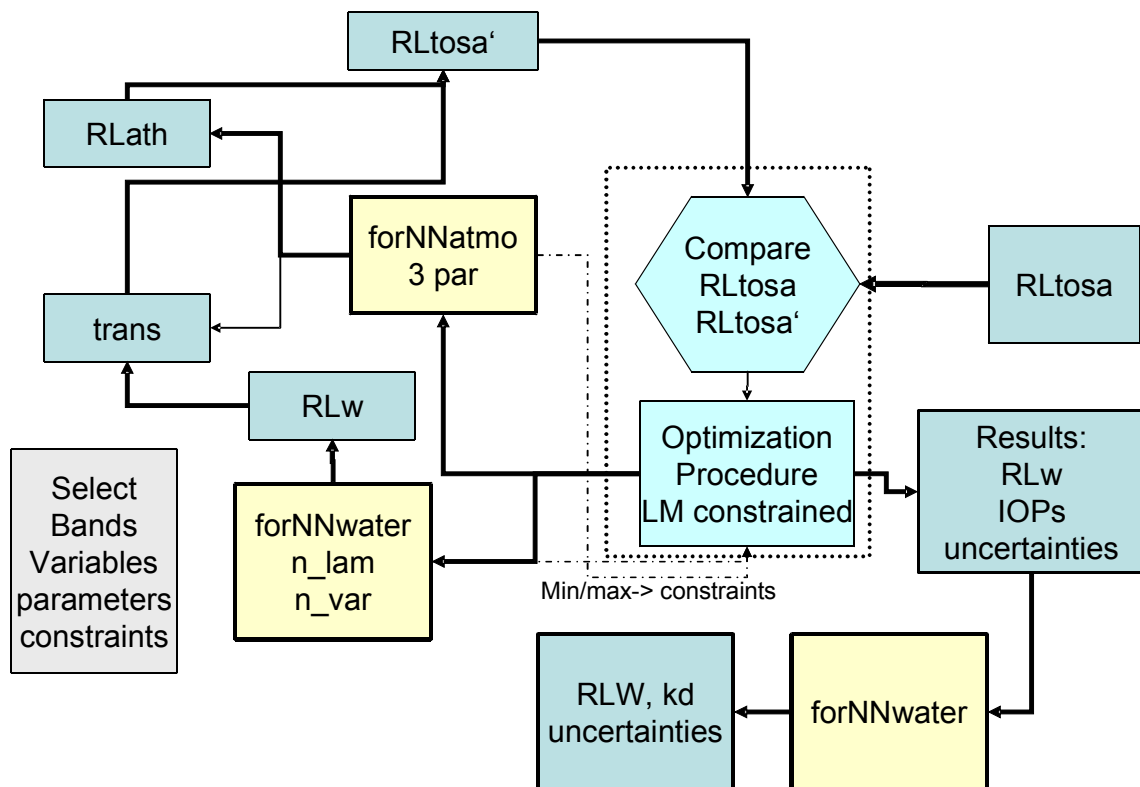 RLtosa‘
RLath
forNNatmo
3 par
Compare
RLtosa
RLtosa‘
RLtosa
trans
RLw
Optimization
Procedure
LM constrained
Results:
RLw
IOPs
uncertainties
Select
Bands
Variables
parameters
constraints
forNNwater
n_lam
n_var
Min/max-> constraints
RLW, kd
uncertainties
forNNwater